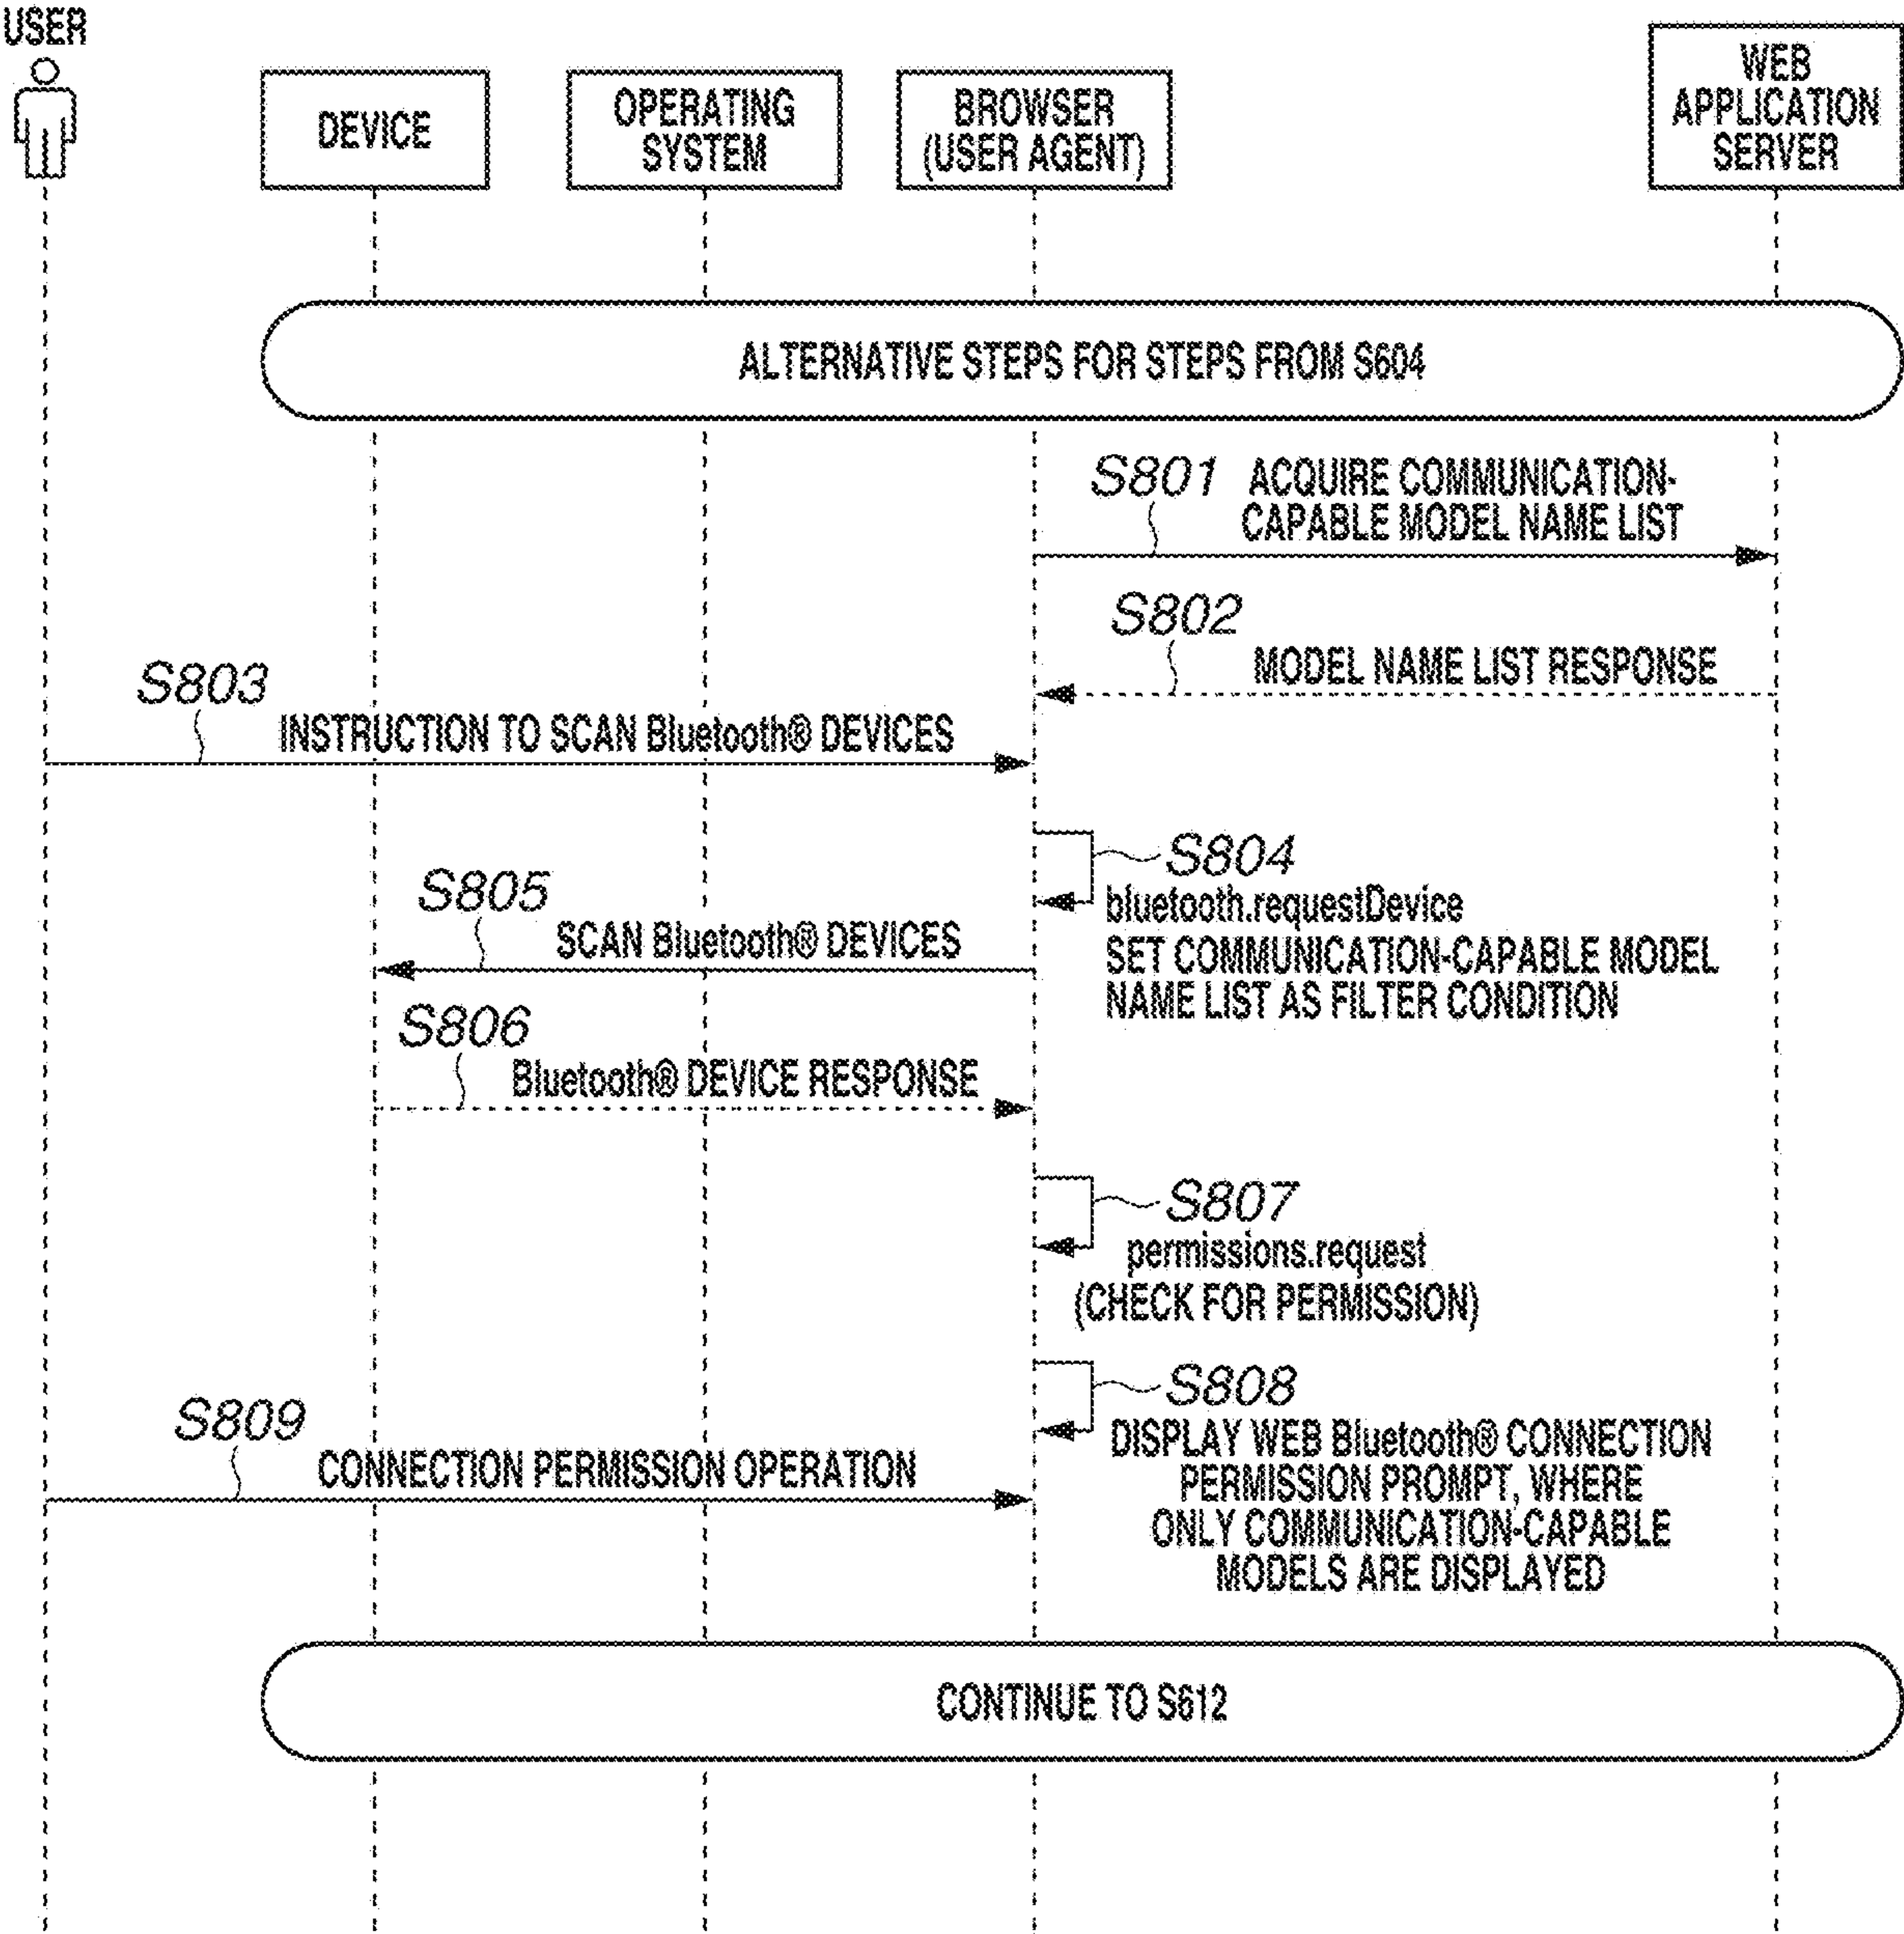 USER
DEVICE
OPERATING
SYSTEM
BROWSER
(USER AGENT)
WEB
APPLICATION
SERVER
ALTERNATIVE STEPS FOR STEPS FROM S604
S801
ACQUIRE COMMUNICATION-
CAPABLE MODEL NAME LIST
S802
MODEL NAME LIST RESPONSE
S803
INSTRUCTION TO SCAN Bluetooth® DEVICES
S804
bluetooth.requestDevice
SET COMMUNICATION-CAPABLE MODEL
NAME LIST AS FILTER CONDITION
S805
SCAN Bluetooth® DEVICES
S806
Bluetooth® DEVICE RESPONSE
S807
permissions.request
(CHECK FOR PERMISSION)
S808
DISPLAY WEB Bluetooth® CONNECTION
PERMISSION PROMPT, WHERE
ONLY COMMUNICATION-CAPABLE
MODELS ARE DISPLAYED
S809
CONNECTION PERMISSION OPERATION
CONTINUE TO S612